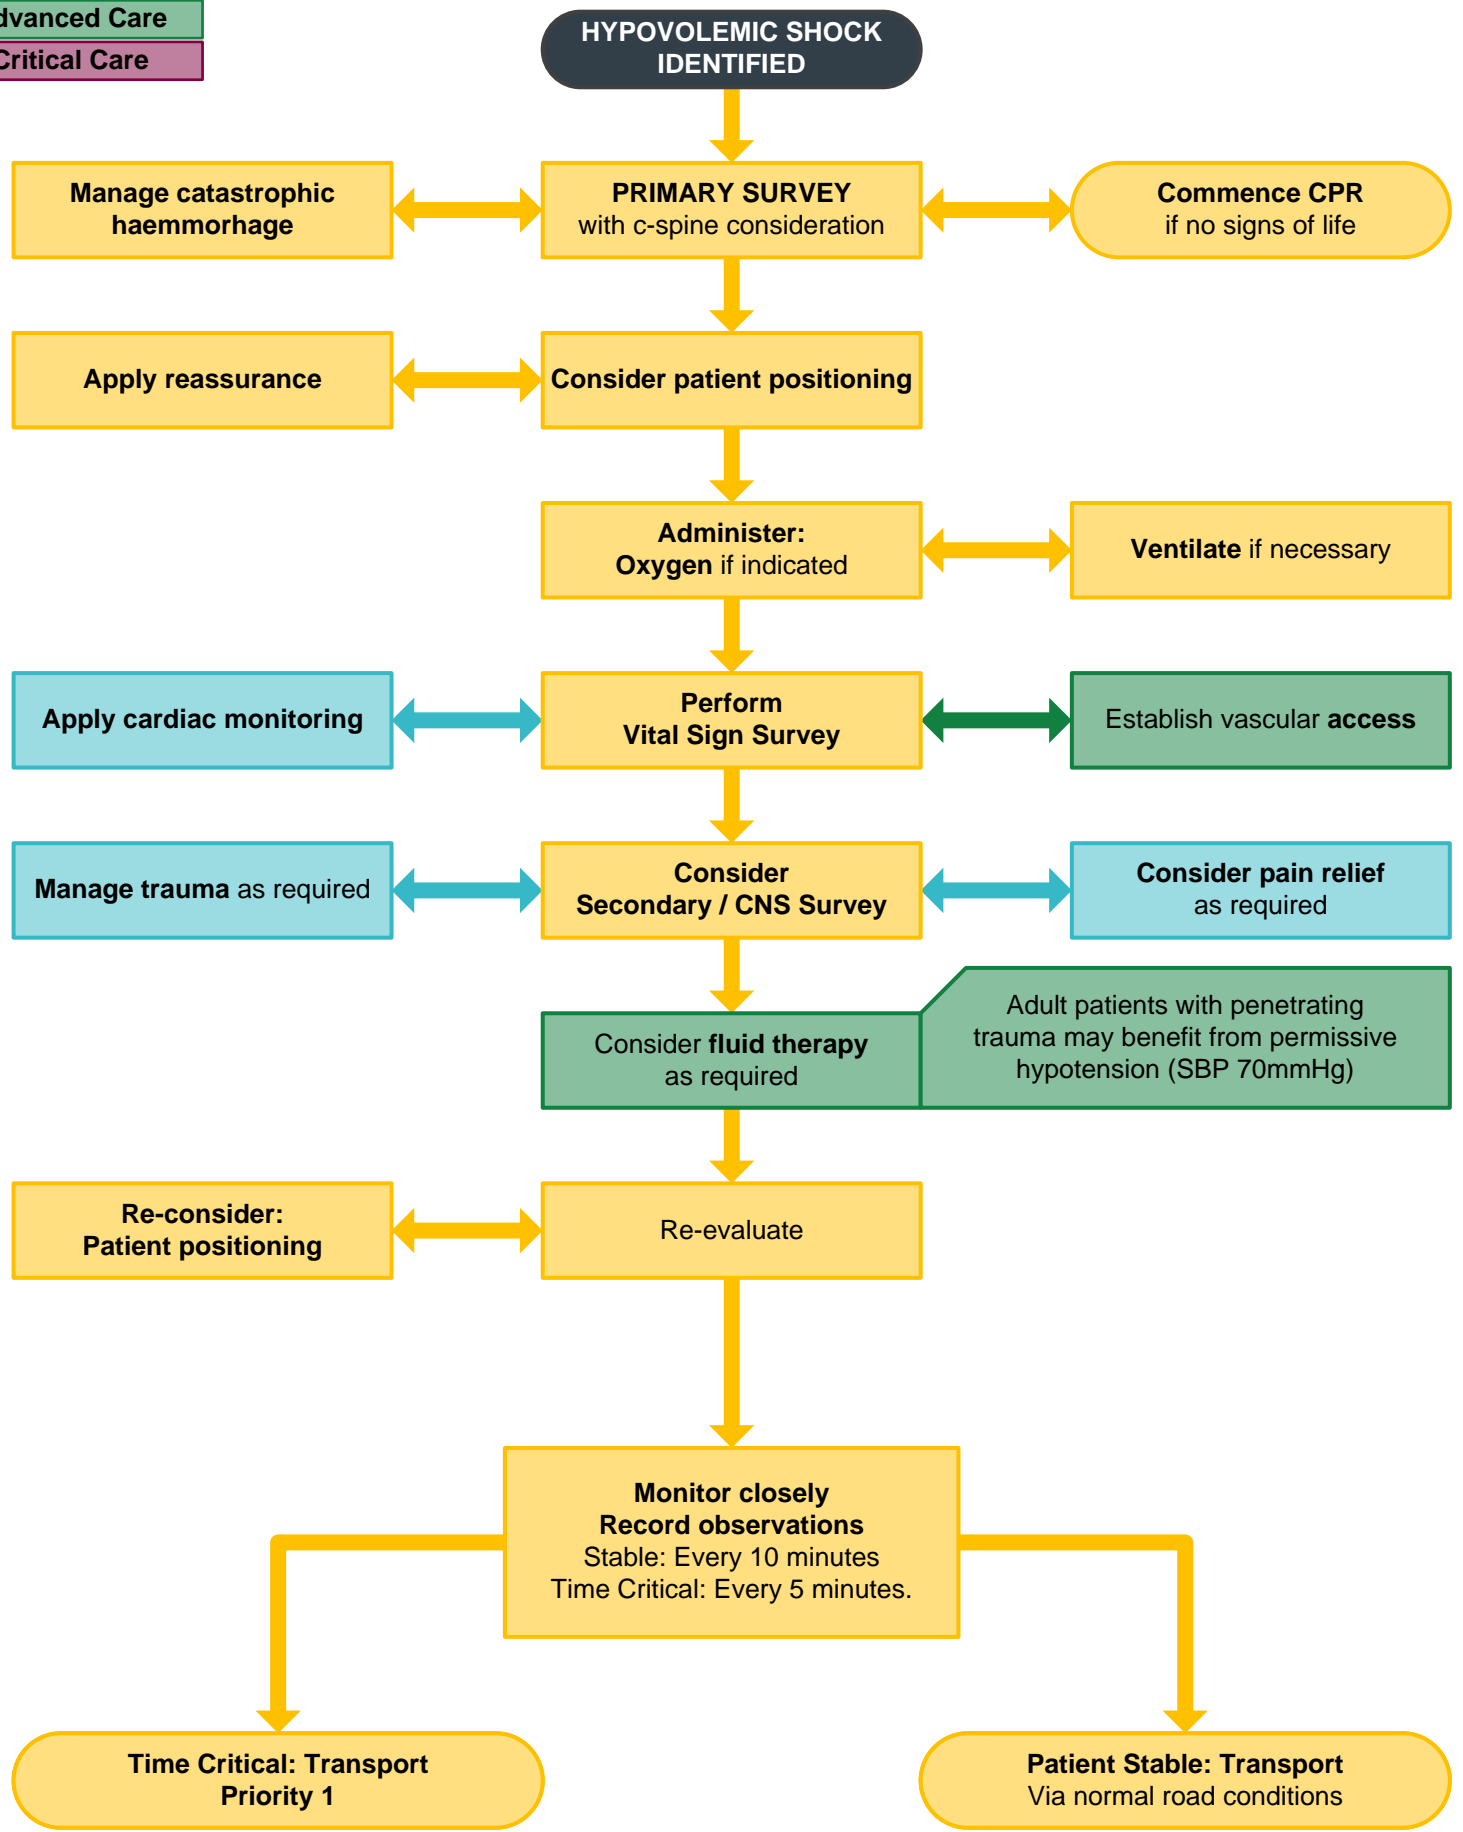 dvanced Care
Critical Care
HYPOVOLEMIC SHOCK
IDENTIFIED
Manage catastrophic
haemmorhage
PRIMARY SURVEY
with c-spine consideration
Commence CPR
if no signs of life
Apply reassurance
Consider patient positioning
Administer:
Oxygen if indicated
Ventilate if necessary
Apply cardiac monitoring
Perform
Vital Sign Survey
Establish vascular access
Manage trauma as required
Consider
Secondary / CNS Survey
Consider pain relief
as required
Consider fluid therapy
as required
Adult patients with penetrating
trauma may benefit from permissive
hypotension (SBP 70mmHg)
Re-consider:
Patient positioning
Re-evaluate
Monitor closely
Record observations
Stable: Every 10 minutes
Time Critical: Every 5 minutes.
Time Critical: Transport
Priority 1
Patient Stable: Transport
Via normal road conditions